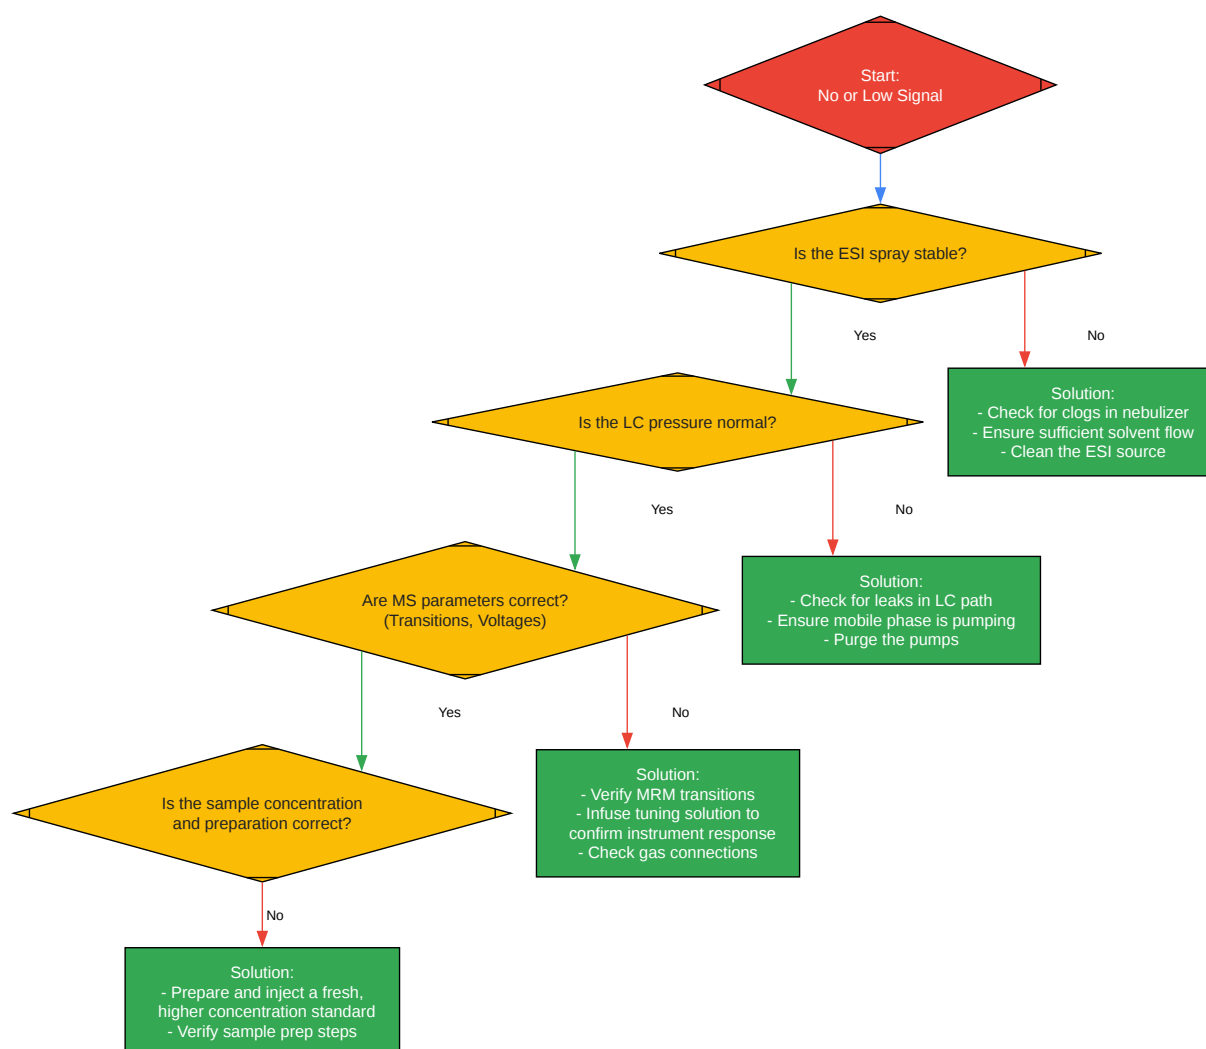 Start:
No or Low Signal
Is the ESI spray stable?
Yes
No
Is the LC pressure normal?
Solution:
- Check for clogs in nebulizer
- Ensure sufficient solvent flow
- Clean the ESI source
Yes
No
Are MS parameters correct?
(Transitions, Voltages)
Solution:
- Check for leaks in LC path
- Ensure mobile phase is pumping
- Purge the pumps
Yes
No
Is the sample concentration
and preparation correct?
Solution:
- Verify MRM transitions
- Infuse tuning solution to
confirm instrument response
- Check gas connections
No
Solution:
- Prepare and inject a fresh,
higher concentration standard
- Verify sample prep steps